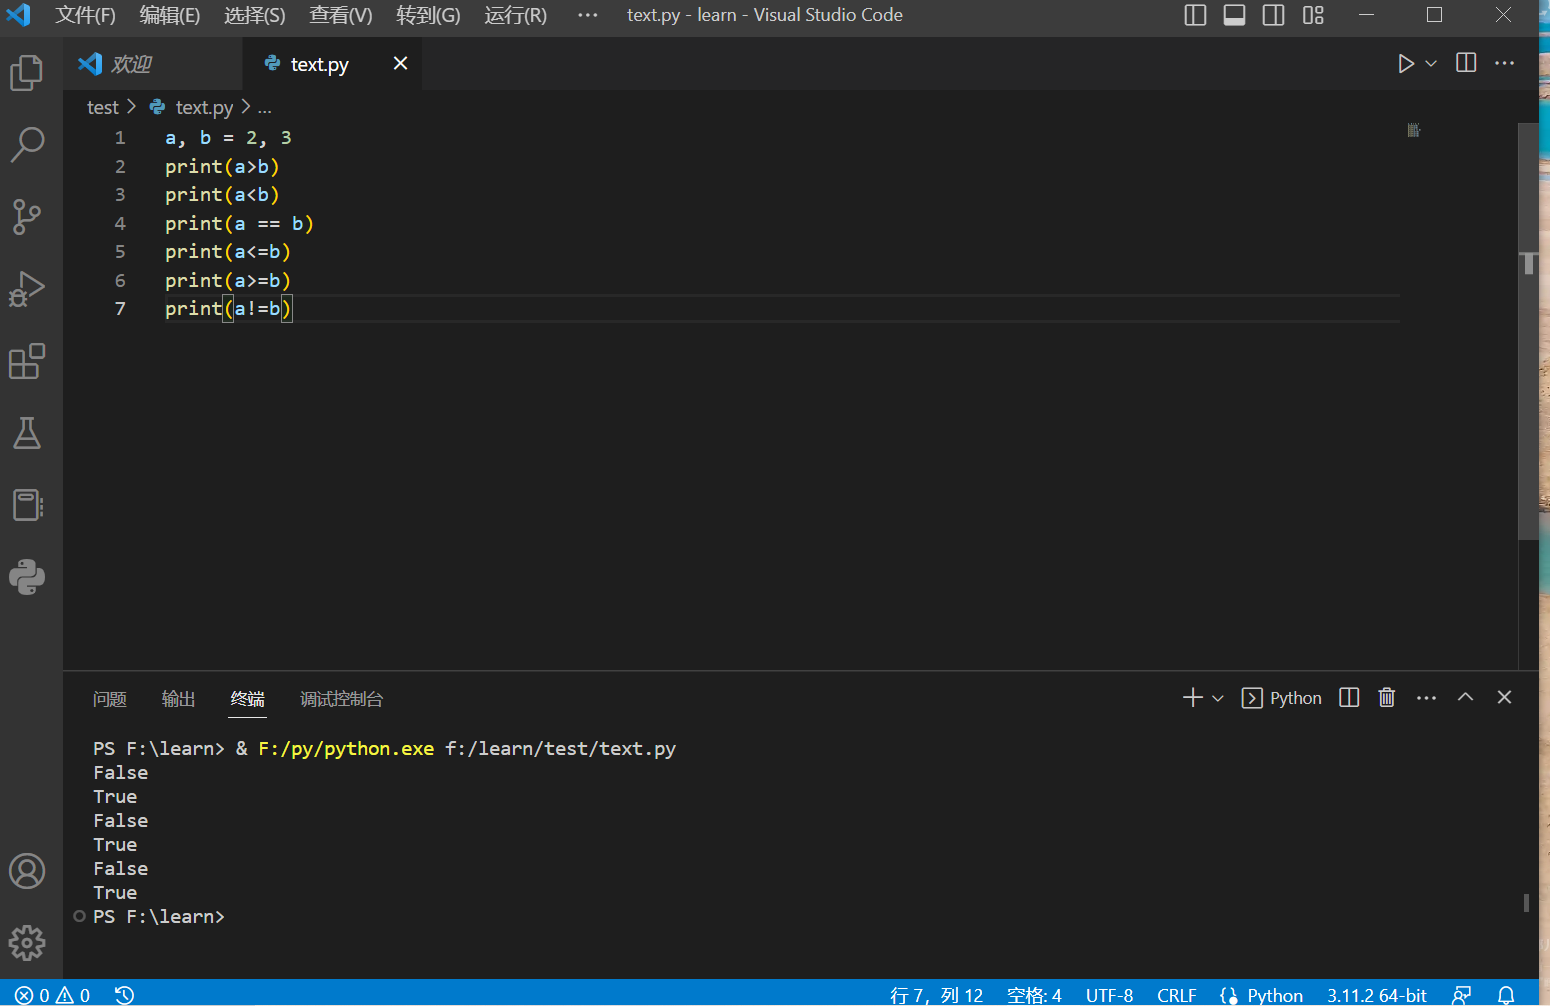 文件(F) 编辑(E) 选择(S) 查看(V) 转到(G) 运行(R) ··· text.py - learn - Visual Studio Code
欢迎 text.py
test > text.py > ...
1 a, b = 2, 3
2 print(a>b)
3 print(a<b)
4 print(a == b)
5 print(a<=b)
6 print(a>=b)
7 print(a!=b)
问题 输出 终端 调试控制台 Python
PS F:\learn> & F:/py/python.exe f:/learn/test/text.py
False
True
False
True
False
True
PS F:\learn>
0 0 行 7，列 12 空格: 4 UTF-8 CRLF Python 3.11.2 64-bit